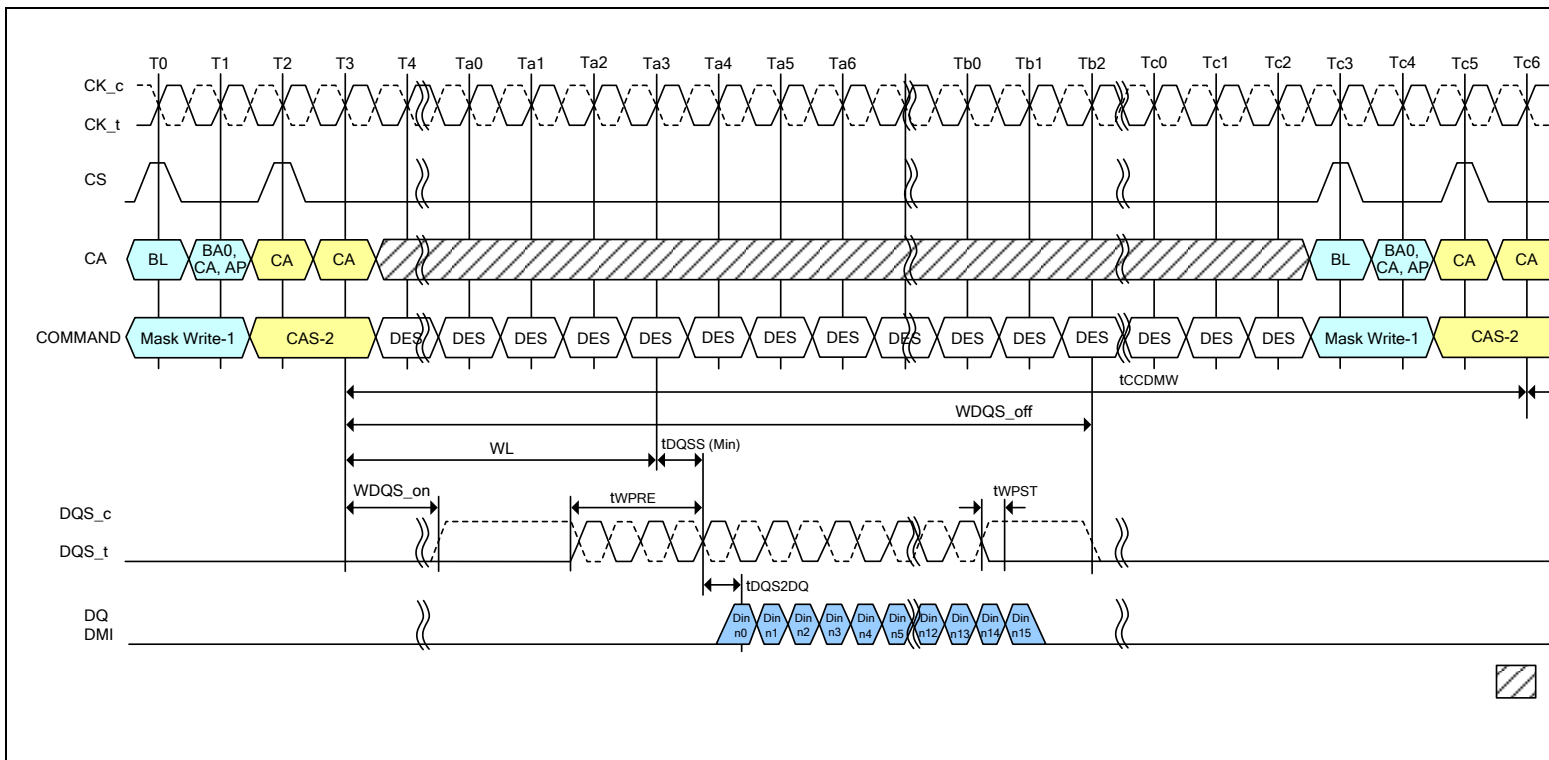 T0 T1 T2 T3 T4 Ta0 Ta1 Ta2 Ta3 Ta4 Ta5 Ta6 Tb0 Tb1 Tb2 Tc0 Tc1 Tc2 Tc3 Tc4 Tc5 Tc6
CK_c
CK_t
CS
CA BL BA0, CA, AP CA CA BL BA0, CA, AP CA CA
COMMAND Mask Write-1 CAS-2 DES DES DES DES DES DES DES DES DES DES DES DES DES DES DES Mask Write-1 CAS-2
tCCDMW
WDQS_off
WL tDQSS (Min)
WDQS_on tWPRE tWPST
DQS_c
DQS_t
tDQS2DQ
DQ Din Din Din Din Din Din Din Din Din Din
DMI n0 n1 n2 n3 n4 n5 n12 n13 n14 n15